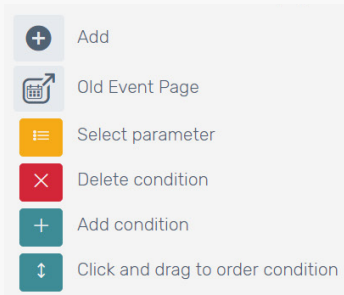 Add
Old Event Page
Select parameter
Delete condition
Add condition
Click and drag to order condition